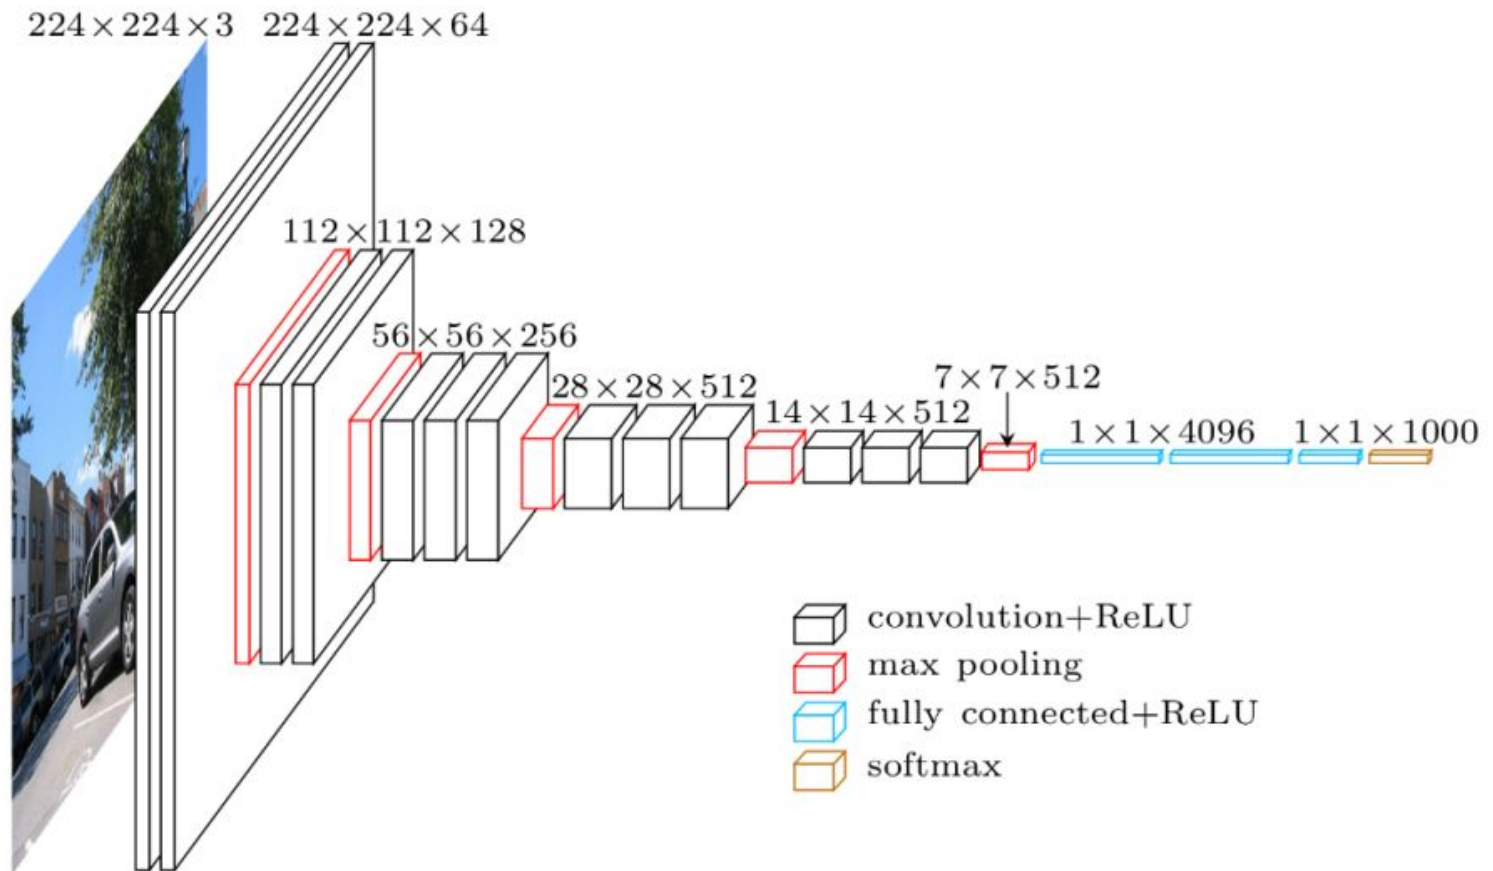 224×224×3
224×224×64
112×112×128
56×56×256
28×28×512
14×14×512
7×7×512
1×1×4096
1×1×1000
convolution+ReLU
max pooling
fully connected+ReLU
softmax